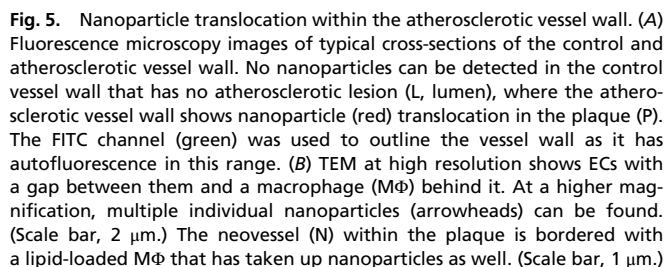 Fig. 5. Nanoparticle translocation within the atherosclerotic vessel wall. (A)
Fluorescence microscopy images of typical cross-sections of the control and
atherosclerotic vessel wall. No nanoparticles can be detected in the control
vessel wall that has no atherosclerotic lesion (L, lumen), where the athero-
sclerotic vessel wall shows nanoparticle (red) translocation in the plaque (P).
The FITC channel (green) was used to outline the vessel wall as it has
autofluorescence in this range. (B) TEM at high resolution shows ECs with
a gap between them and a macrophage (MΦ) behind it. At a higher mag-
nification, multiple individual nanoparticles (arrowheads) can be found.
(Scale bar, 2 μm.) The neovessel (N) within the plaque is bordered with
a lipid-loaded MΦ that has taken up nanoparticles as well. (Scale bar, 1 μm.)